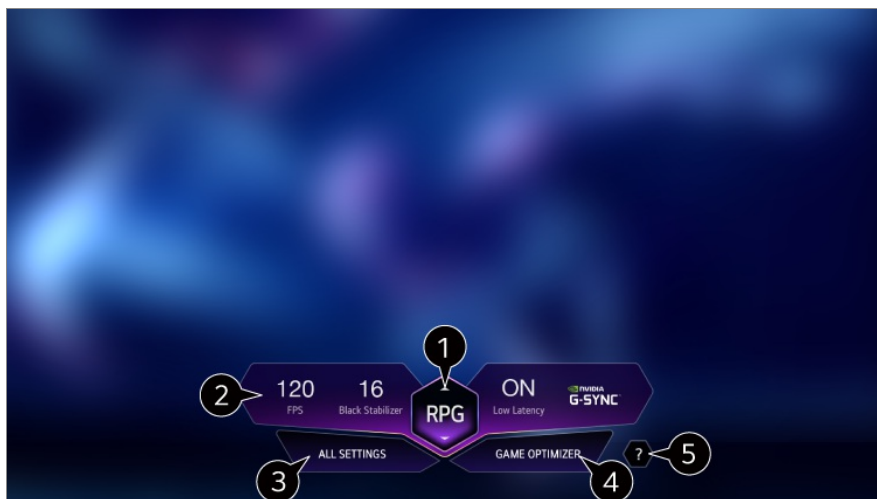 1
2
120
FPS
16
Black Stabilizer
RPG
ON
Low Latency
NVIDIA
G-SYNC
ALL SETTINGS
GAME OPTIMIZER
?
5
3
4